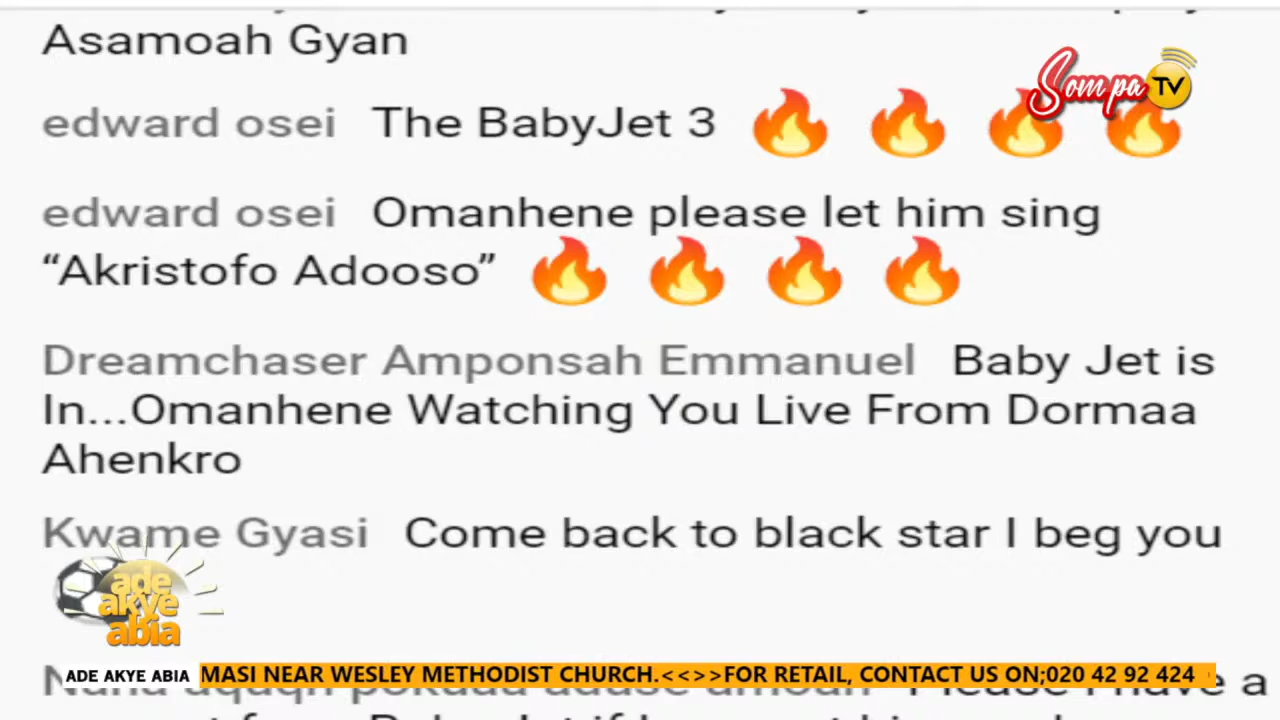 Asamoah Gyan
Som pa TV
edward osei The BabyJet 3
edward osei Omanhene please let him sing
“Akristofo Adooso”
Dreamchaser Amponsah Emmanuel Baby Jet is
In...Omanhene Watching You Live From Dormaa
Ahenkro
Kwame Gyasi Come back to black star I beg you
ade
akye
abia
ADE AKYE ABIA MASI NEAR WESLEY METHODIST CHURCH.<<>>FOR RETAIL, CONTACT US ON;020 42 92 424